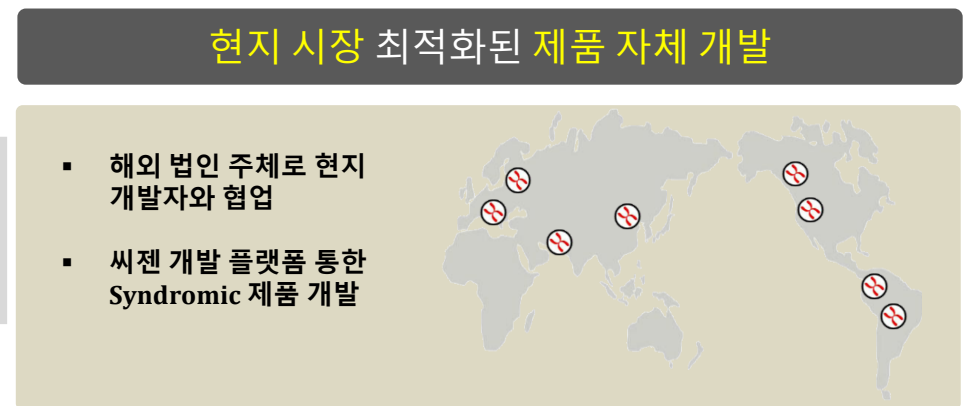 현지 시장 최적화된 제품 자체 개발
▪ 해외 법인 주체로 현지
개발자와 협업
▪ 씨젠 개발 플랫폼 통한
Syndromic 제품 개발